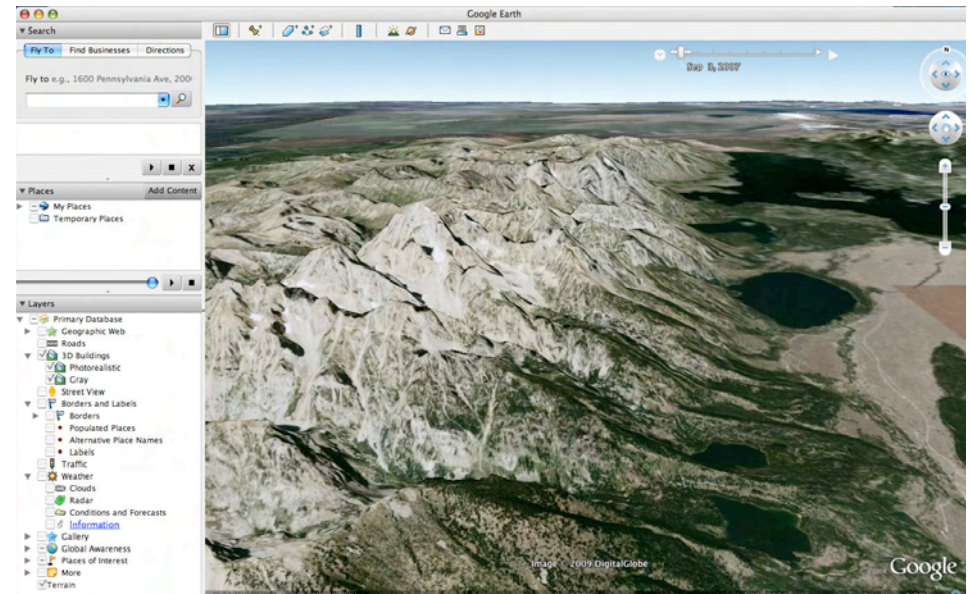 Google Earth
Search
Fly To
Find Businesses
Directions
Fly to e.g., 1600 Pennsylvania Ave, 200
Places
Add Content
My Places
Temporary Places
Layers
Primary Database
Geographic Web
Roads
3D Buildings
Photorealistic
Gray
Street View
Borders and Labels
Borders
Populated Places
Alternative Place Names
Labels
Traffic
Weather
Clouds
Radar
Conditions and Forecasts
Information
Gallery
Global Awareness
Places of Interest
More
Terrain
Sep 3, 2007
N
Image © 2009 DigitalGlobe
Google